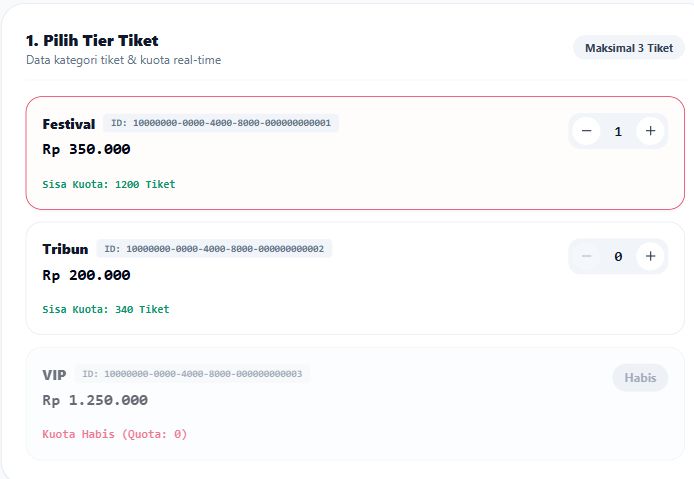 1. Pilih Tier Tiket
Data kategori tiket & kuota real-time
Maksimal 3 Tiket
Festival ID: 10000000-0000-4000-8000-000000000001
Rp 350.000
− 1 +
Sisa Kuota: 1200 Tiket
Tribun ID: 10000000-0000-4000-8000-000000000002
Rp 200.000
− 0 +
Sisa Kuota: 340 Tiket
VIP ID: 10000000-0000-4000-8000-000000000003
Rp 1.250.000
Habis
Kuota Habis (Quota: 0)